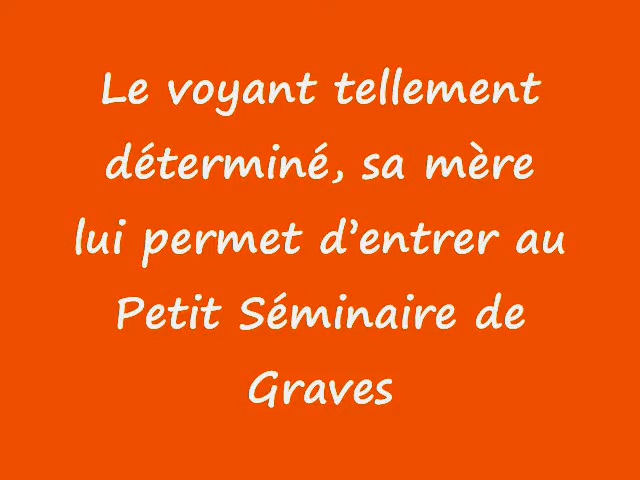 Le voyant tellement
déterminé, sa mère
lui permet d’entrer au
Petit Séminaire de
Graves